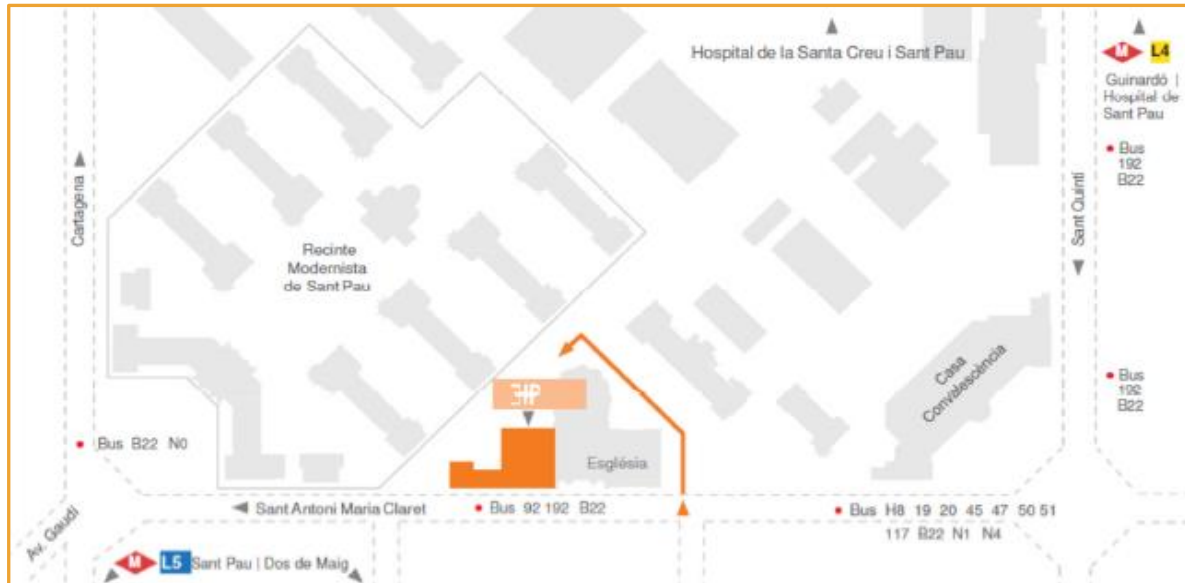 Hospital de la Santa Creu i Sant Pau
M L4
Guinardó |
Hospital de
Sant Pau
Bus
192
B22
Cartagena
Sant Quintí
Recinte
Modernista
de Sant Pau
Casa
Convalescència
Bus
192
B22
Bus B22 N0
Església
Sant Antoni Maria Claret
Bus 92 192 B22
Bus H8 19 20 45 47 50 51
117 B22 N1 N4
Av. Gaudí
M L5 Sant Pau | Dos de Maig